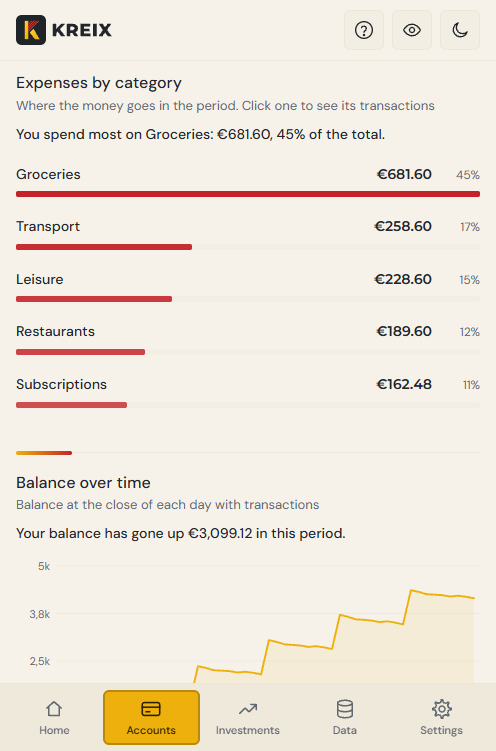 KREIX
Expenses by category
Where the money goes in the period. Click one to see its transactions
You spend most on Groceries: €681.60, 45% of the total.
Groceries €681.60 45%
Transport €258.60 17%
Leisure €228.60 15%
Restaurants €189.60 12%
Subscriptions €162.48 11%
Balance over time
Balance at the close of each day with transactions
Your balance has gone up €3,099.12 in this period.
5k
3,8k
2,5k
Home Accounts Investments Data Settings